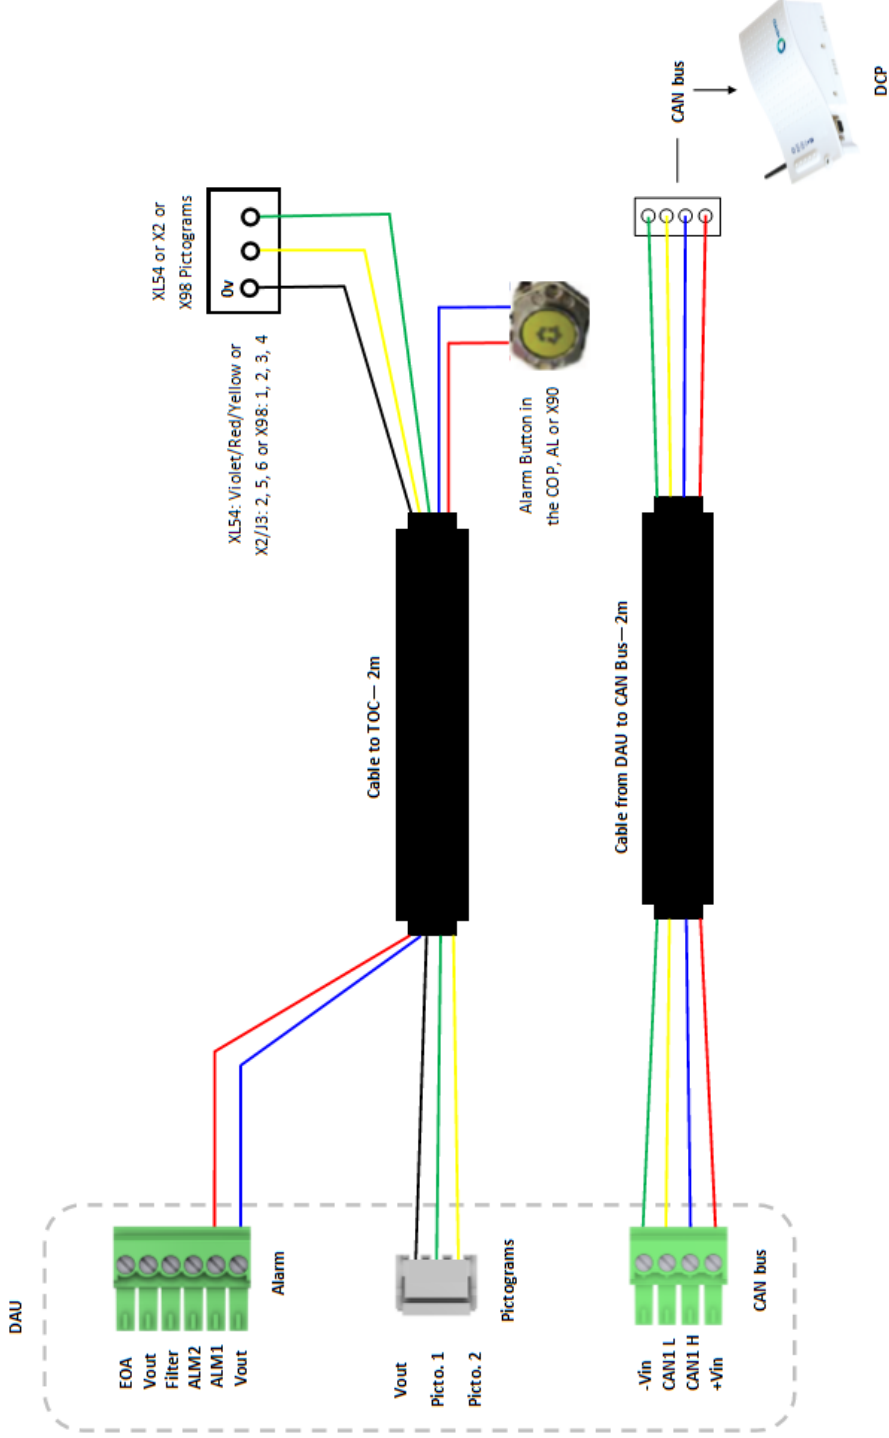 DAU
EOA
Vout
Filter
ALM2
ALM1
Vout
Alarm
Vout
Picto. 1
Picto. 2
Pictograms
-Vin
CAN1 L
CAN1 H
+Vin
CAN bus
Cable to TOC— 2m
Cable from DAU to CAN Bus—2m
XL54: Violet/Red/Yellow or
X2/J3: 2, 5, 6 or X98: 1, 2, 3, 4
XL54 or X2 or
X98 Pictograms
0v
Alarm Button in
the COP, AL or X90
CAN bus
DCP